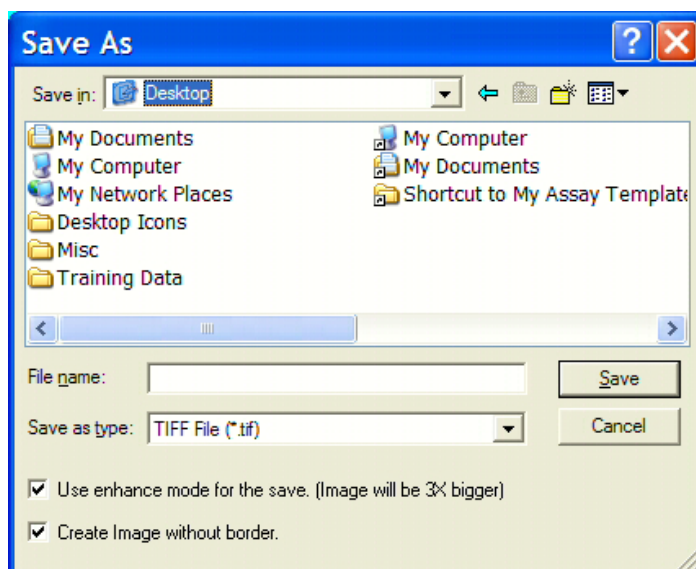 Save As
Save in: Desktop
My Documents
My Computer
My Network Places
Desktop Icons
Misc
Training Data
My Computer
My Documents
Shortcut to My Assay Template
File name:
Save
Save as type: TIFF File (*.tif)
Cancel
Use enhance mode for the save. (Image will be 3X bigger)
Create Image without border.